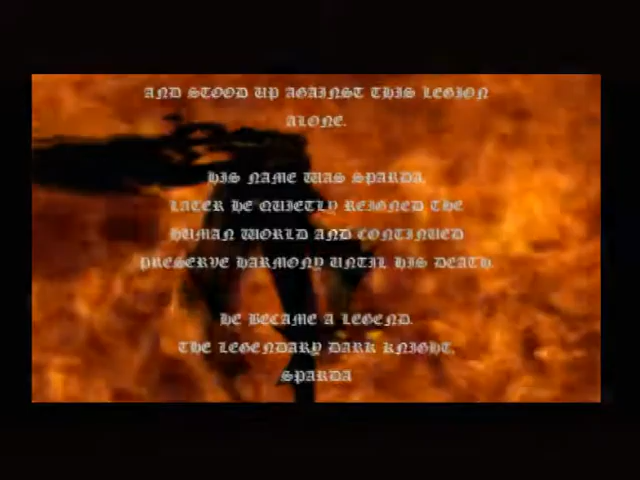 AND STOOD UP AGAINST THIS LEGION
ALONE.
HIS NAME WAS SPARDA.
LATER HE QUIETLY REIGNED THE
HUMAN WORLD AND CONTINUED
PRESERVE HARMONY UNTIL HIS DEATH.
HE BECAME A LEGEND.
THE LEGENDARY DARK KNIGHT,
SPARDA